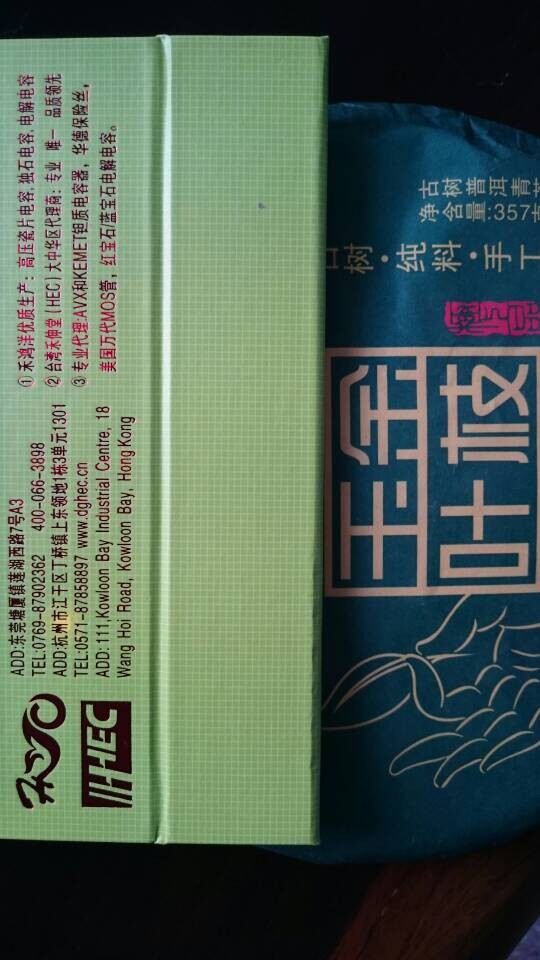 ADD:东莞塘厦镇莲湖西路7号A3
TEL:0769-87902362 400-066-3898
ADD:杭州市江干区丁桥镇上东领地1栋3单元1301
TEL:0571-87858897 www.dghec.cn
ADD: 111,Kowloon Bay Industrial Centre, 18
Wang Hoi Road, Kowloon Bay, Hong Kong
HEC
① 禾鸿洋优质生产：高压瓷片电容,独石电容,电解电容
② 台湾禾伸堂（HEC）大中华区代理商：专业 唯一 品质领先
③ 专业代理:AVX和KEMET钽质电容器，华德保险丝，
美国万代MOS管，红宝石/蓝宝石电解电容。
古树普洱青
净含量:357
树·纯料·手
金枝
玉叶